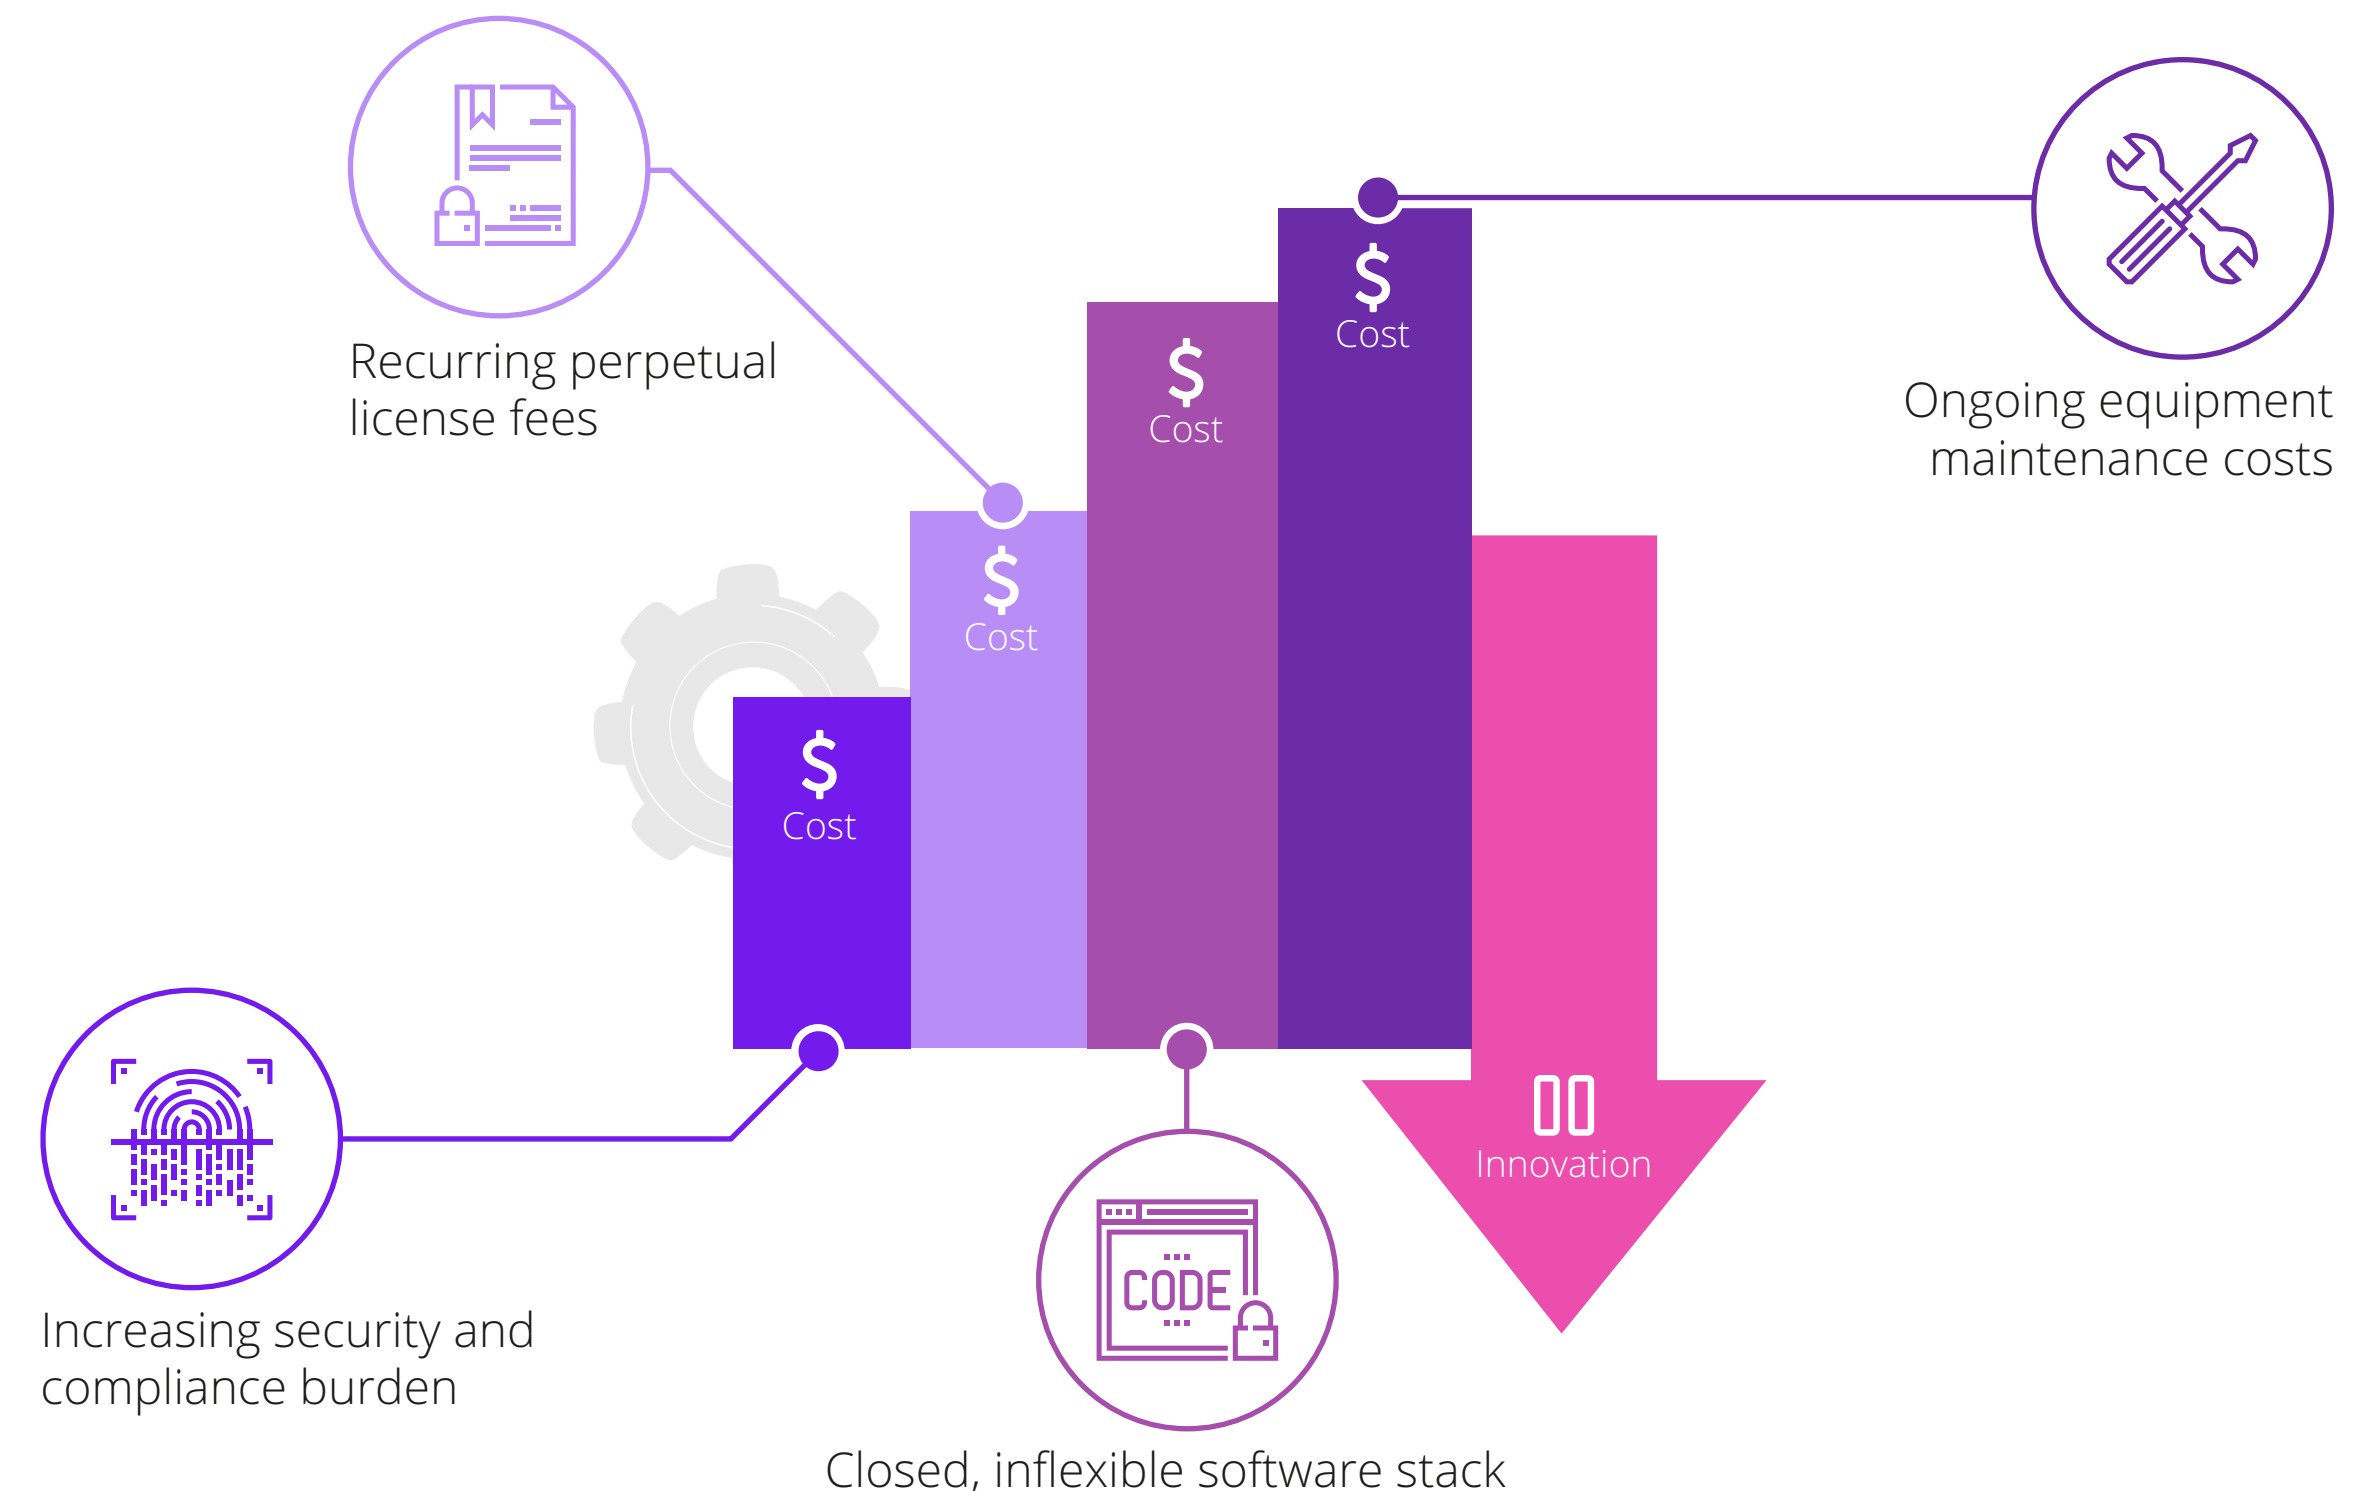 Recurring perpetual
license fees
Ongoing equipment
maintenance costs
$
Cost
$
Cost
$
Cost
$
Cost
Innovation
Increasing security and
compliance burden
CODE
Closed, inflexible software stack